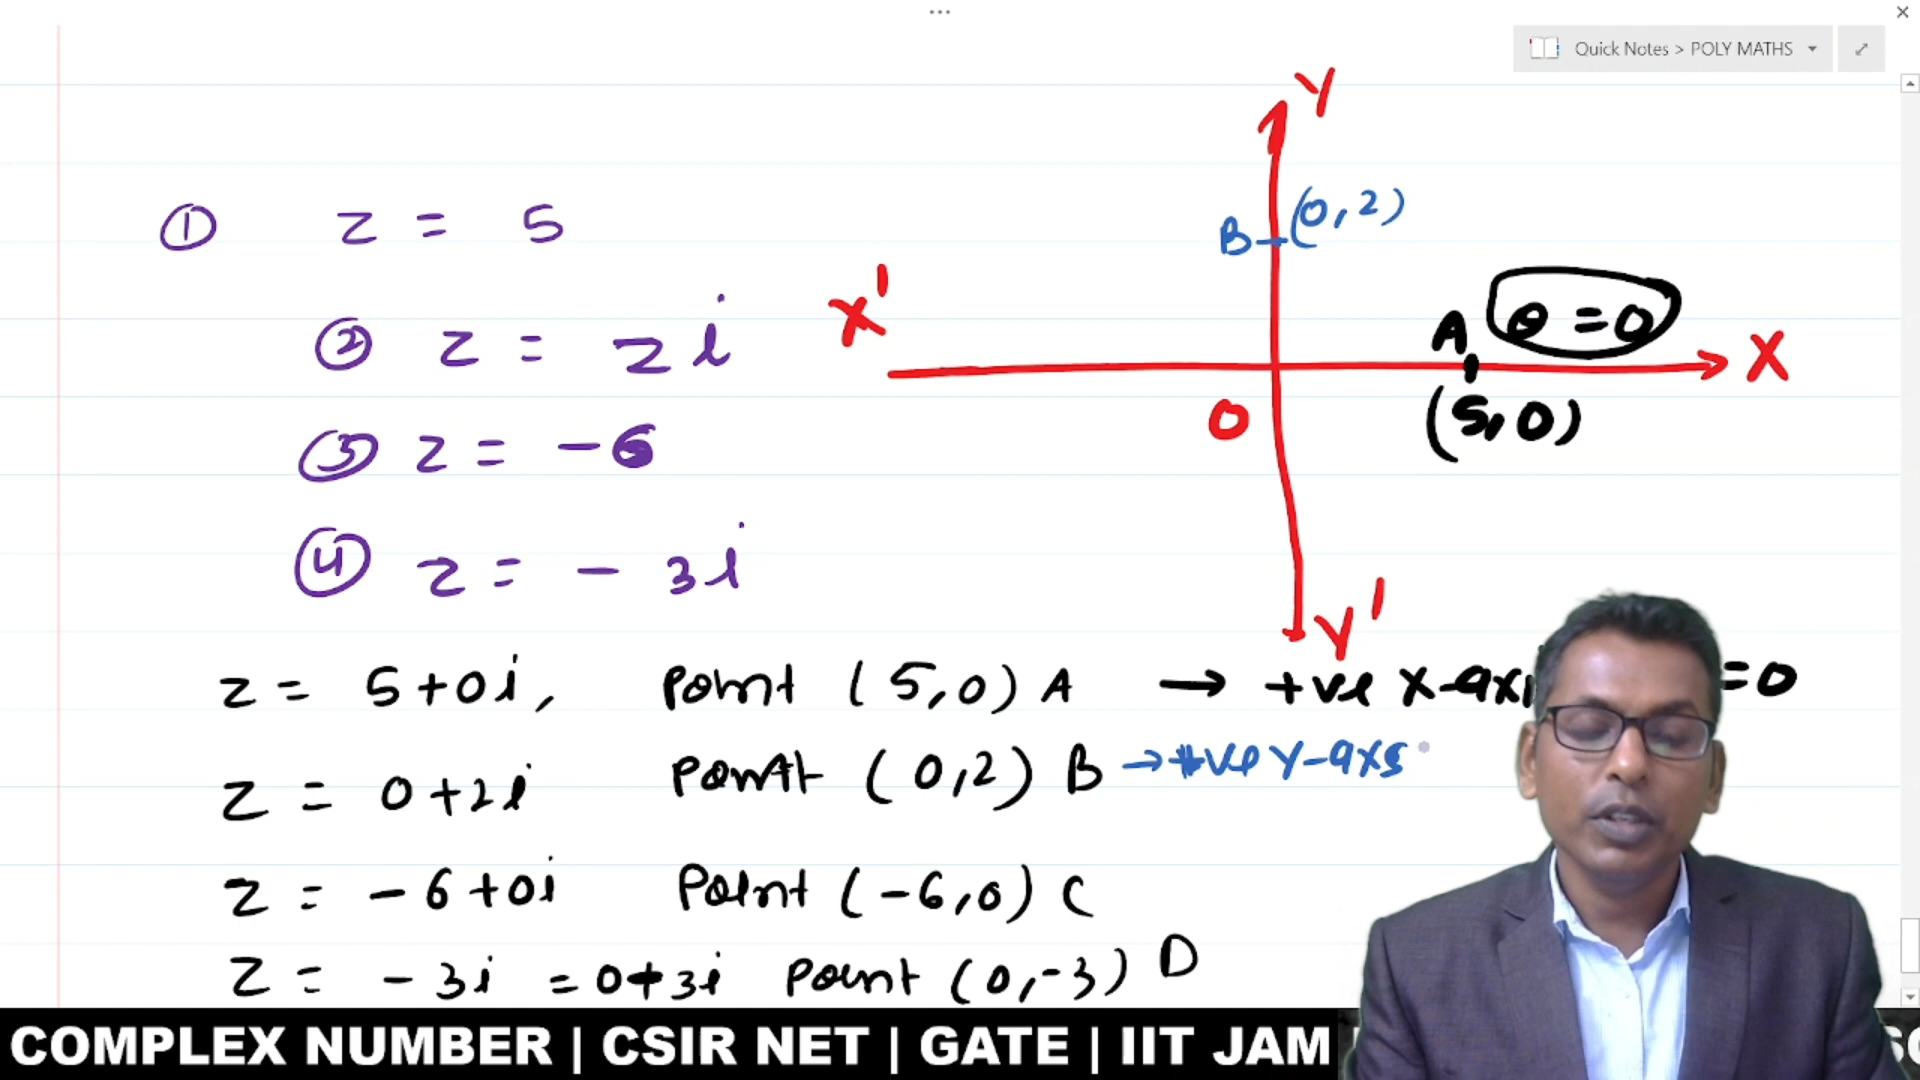 Quick Notes > POLY MATHS
Y
① z = 5
B (0,2)
② z = 2i
X'
A θ = 0
X
O
(5,0)
③ z = -6
④ z = - 3i
Y'
z = 5+0i, Point (5,0) A → +ve X-axi = 0
z = 0+2i Point (0,2) B → +ve Y-axs
z = -6+0i Point (-6,0) C
z = -3i = 0+3i Point (0,-3) D
COMPLEX NUMBER | CSIR NET | GATE | IIT JAM